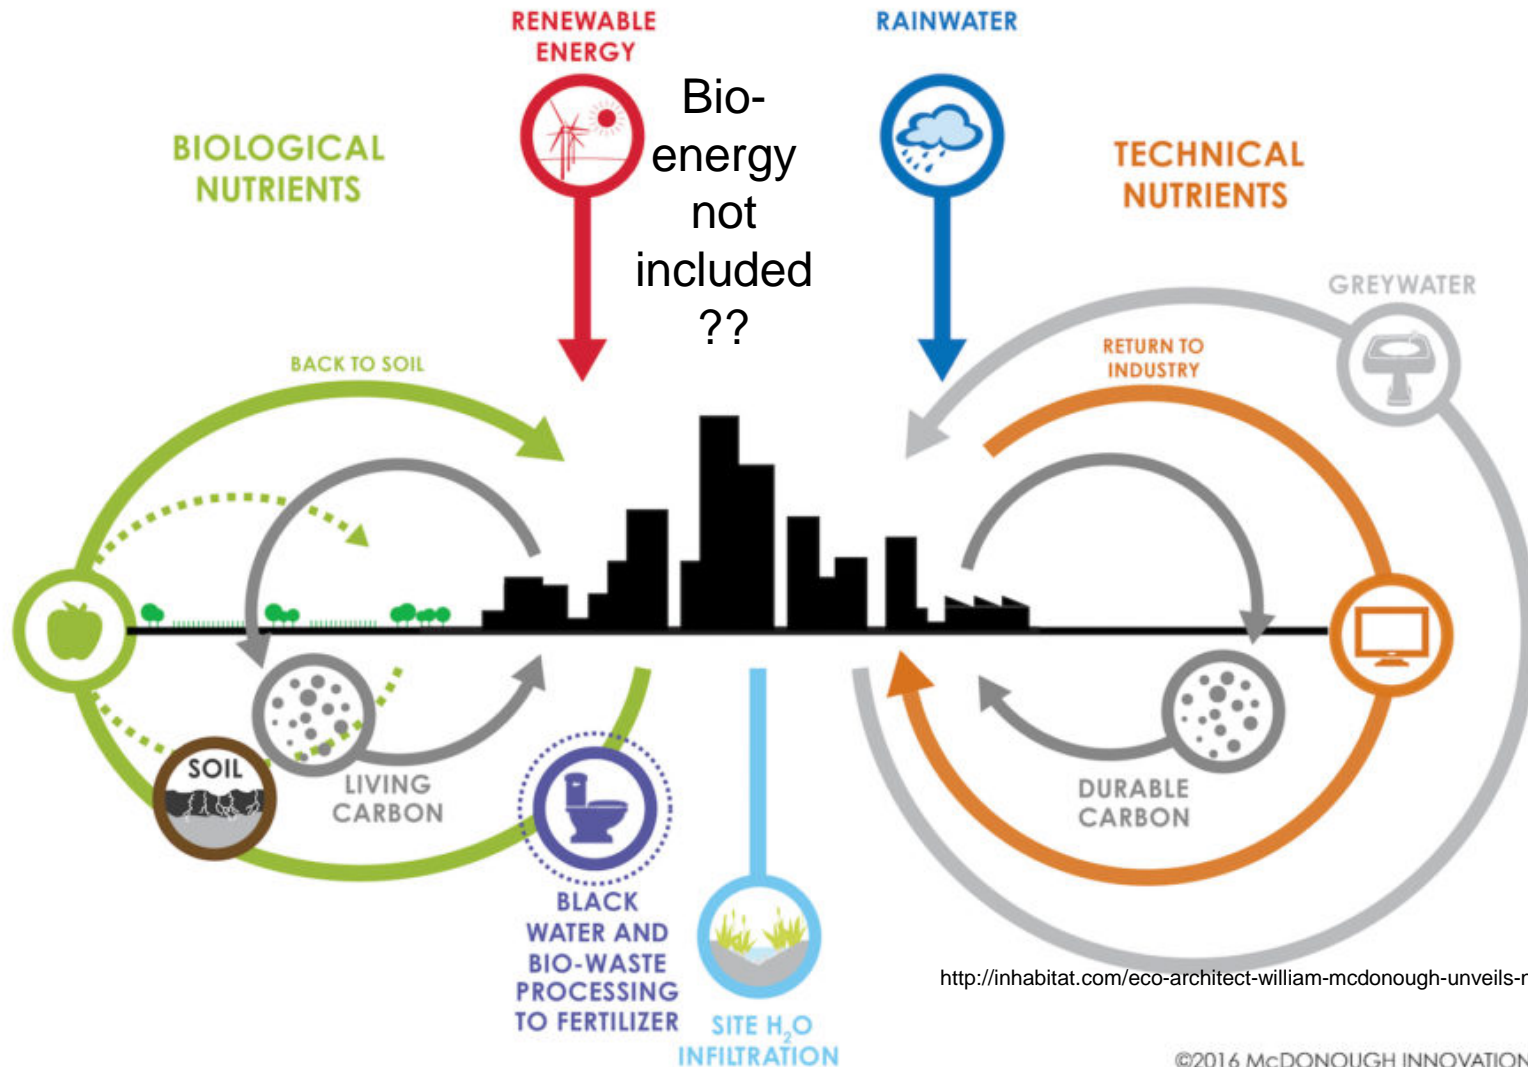 RENEWABLE
ENERGY
RAINWATER
Bio-
energy
not
included
??
BIOLOGICAL
NUTRIENTS
TECHNICAL
NUTRIENTS
GREYWATER
BACK TO SOIL
RETURN TO
INDUSTRY
SOIL
LIVING
CARBON
DURABLE
CARBON
BLACK
WATER AND
BIO-WASTE
PROCESSING
TO FERTILIZER
SITE H₂O
INFILTRATION
http://inhabitat.com/eco-architect-william-mcdonough-unveils-r
©2016 McDONOUGH INNOVATION